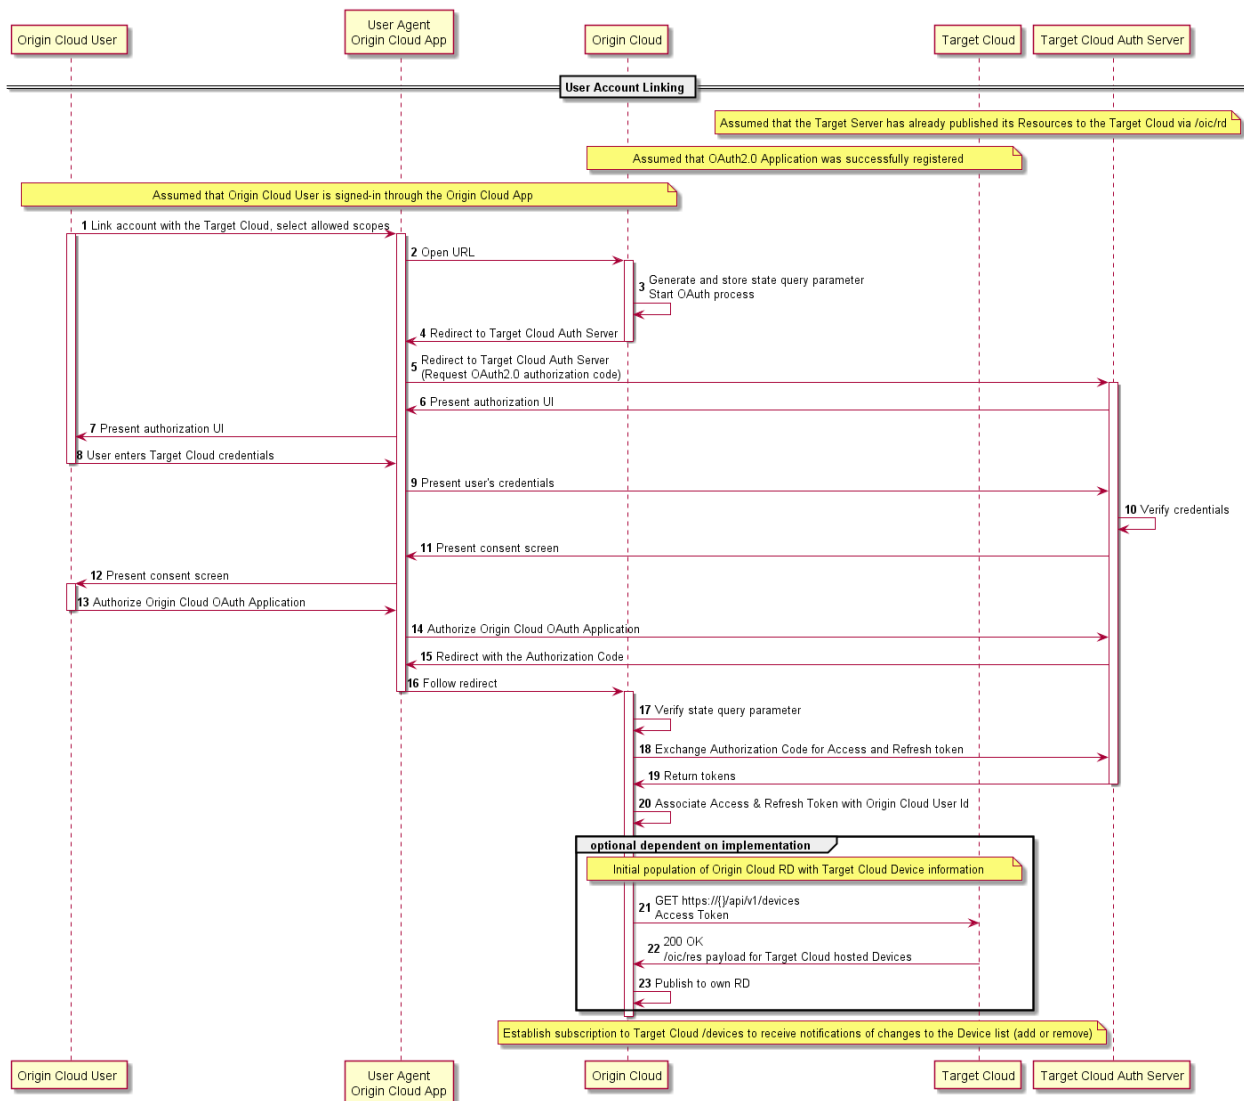 Origin Cloud User
User Agent
Origin Cloud App
Origin Cloud
Target Cloud
Target Cloud Auth Server
User Account Linking
Assumed that the Target Server has already published its Resources to the Target Cloud via /oic/rd
Assumed that OAuth2.0 Application was successfully registered
Assumed that Origin Cloud User is signed-in through the Origin Cloud App
1 Link account with the Target Cloud, select allowed scopes
2 Open URL
3 Generate and store state query parameter
Start OAuth process
4 Redirect to Target Cloud Auth Server
5 Redirect to Target Cloud Auth Server
(Request OAuth2.0 authorization code)
6 Present authorization UI
7 Present authorization UI
8 User enters Target Cloud credentials
9 Present user's credentials
10 Verify credentials
11 Present consent screen
12 Present consent screen
13 Authorize Origin Cloud OAuth Application
14 Authorize Origin Cloud OAuth Application
15 Redirect with the Authorization Code
16 Follow redirect
17 Verify state query parameter
18 Exchange Authorization Code for Access and Refresh token
19 Return tokens
20 Associate Access & Refresh Token with Origin Cloud User Id
optional dependent on implementation
Initial population of Origin Cloud RD with Target Cloud Device information
21 GET https://{}/api/v1/devices
Access Token
22 200 OK
/oic/res payload for Target Cloud hosted Devices
23 Publish to own RD
Establish subscription to Target Cloud /devices to receive notifications of changes to the Device list (add or remove)
Origin Cloud User
User Agent
Origin Cloud App
Origin Cloud
Target Cloud
Target Cloud Auth Server